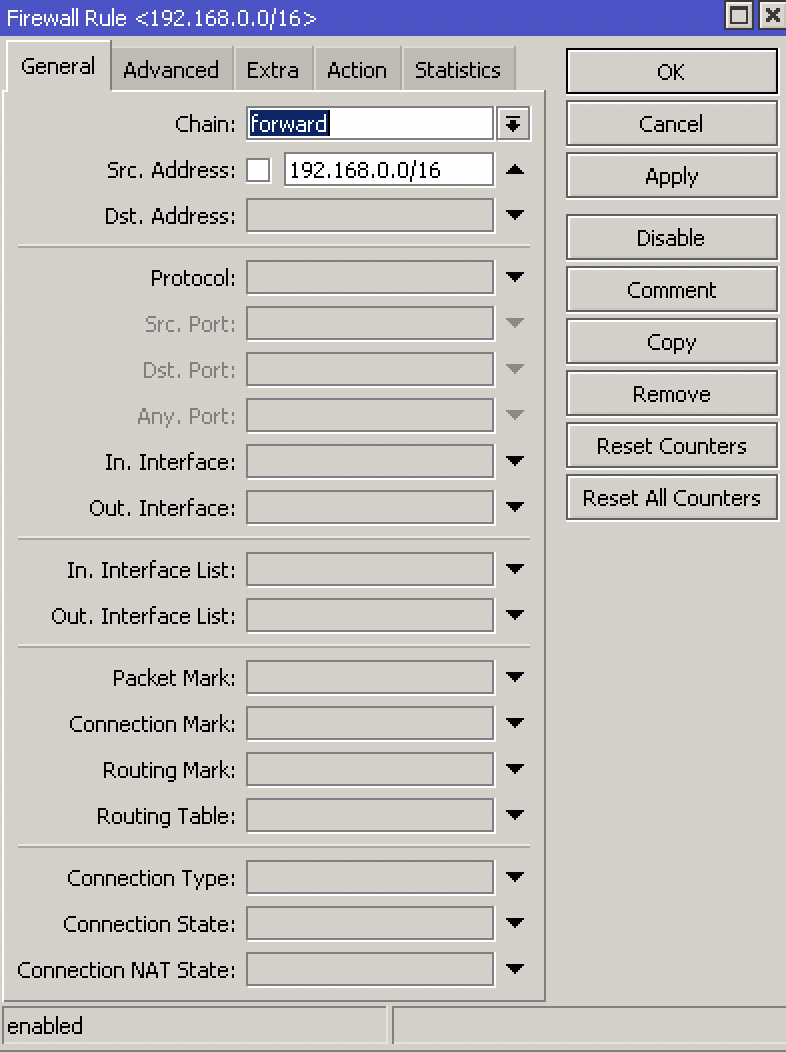 Firewall Rule <192.168.0.0/16>
General Advanced Extra Action Statistics
Chain: forward
Src. Address: 192.168.0.0/16
Dst. Address:
Protocol:
Src. Port:
Dst. Port:
Any. Port:
In. Interface:
Out. Interface:
In. Interface List:
Out. Interface List:
Packet Mark:
Connection Mark:
Routing Mark:
Routing Table:
Connection Type:
Connection State:
Connection NAT State:
OK
Cancel
Apply
Disable
Comment
Copy
Remove
Reset Counters
Reset All Counters
enabled